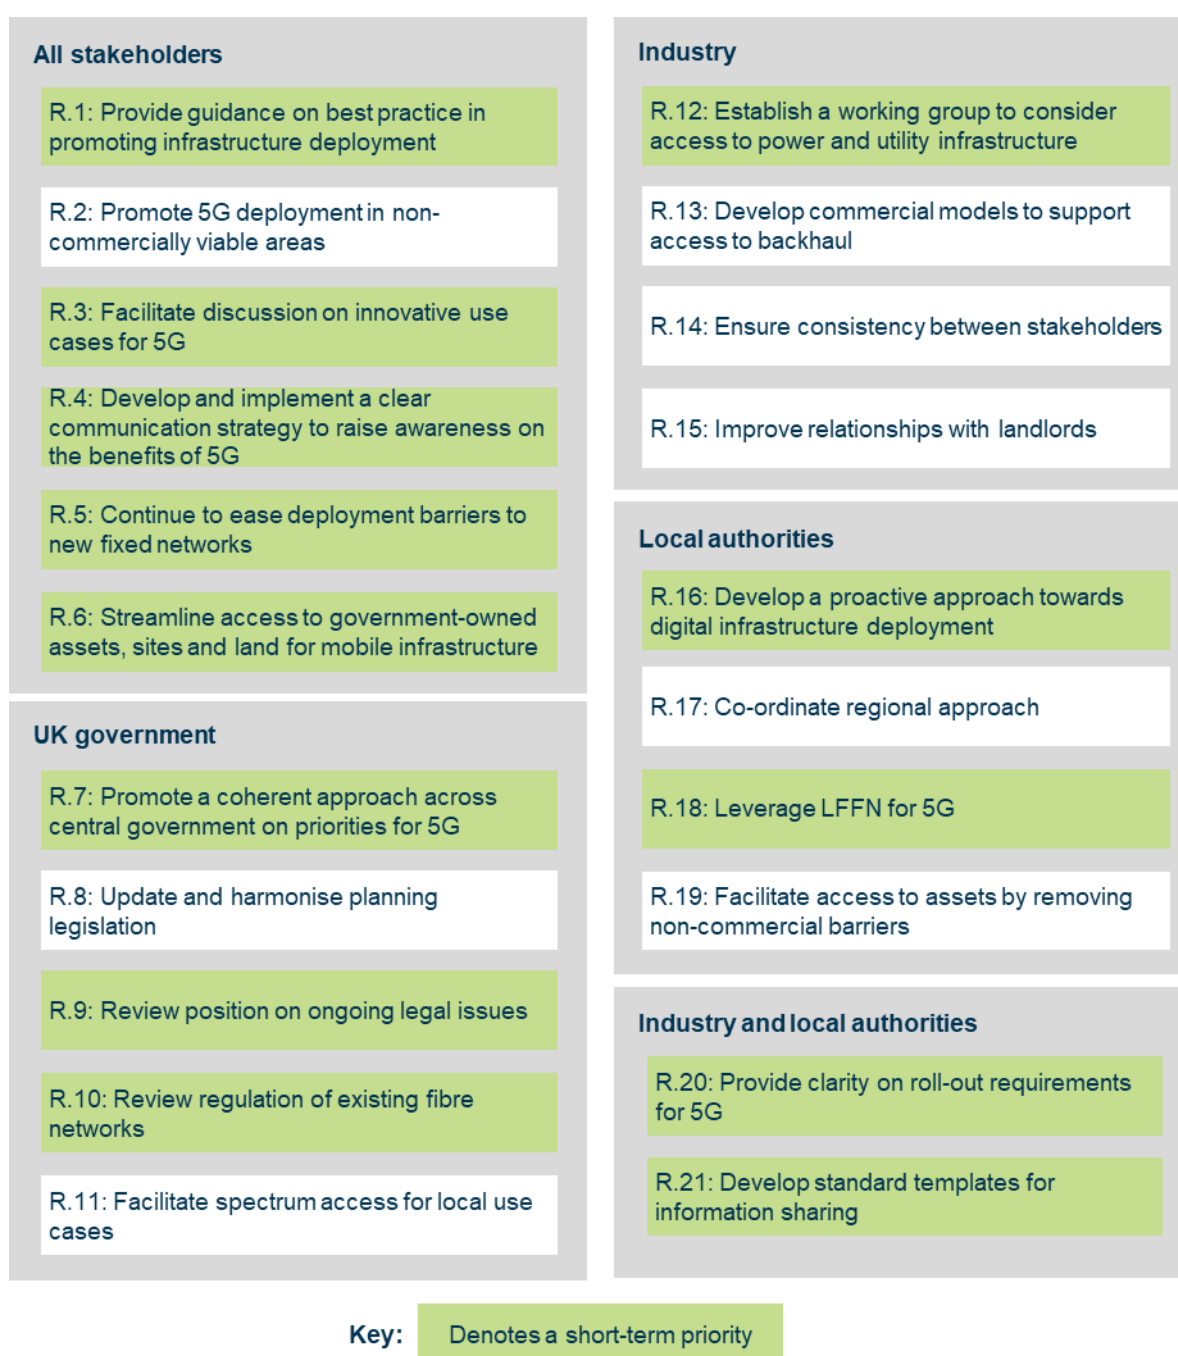 All stakeholders
R.1: Provide guidance on best practice in
promoting infrastructure deployment
R.2: Promote 5G deployment in non-
commercially viable areas
R.3: Facilitate discussion on innovative use
cases for 5G
R.4: Develop and implement a clear
communication strategy to raise awareness on
the benefits of 5G
R.5: Continue to ease deployment barriers to
new fixed networks
R.6: Streamline access to government-owned
assets, sites and land for mobile infrastructure
UK government
R.7: Promote a coherent approach across
central government on priorities for 5G
R.8: Update and harmonise planning
legislation
R.9: Review position on ongoing legal issues
R.10: Review regulation of existing fibre
networks
R.11: Facilitate spectrum access for local use
cases
Industry
R.12: Establish a working group to consider
access to power and utility infrastructure
R.13: Develop commercial models to support
access to backhaul
R.14: Ensure consistency between stakeholders
R.15: Improve relationships with landlords
Local authorities
R.16: Develop a proactive approach towards
digital infrastructure deployment
R.17: Co-ordinate regional approach
R.18: Leverage LFFN for 5G
R.19: Facilitate access to assets by removing
non-commercial barriers
Industry and local authorities
R.20: Provide clarity on roll-out requirements
for 5G
R.21: Develop standard templates for
information sharing
Key: Denotes a short-term priority